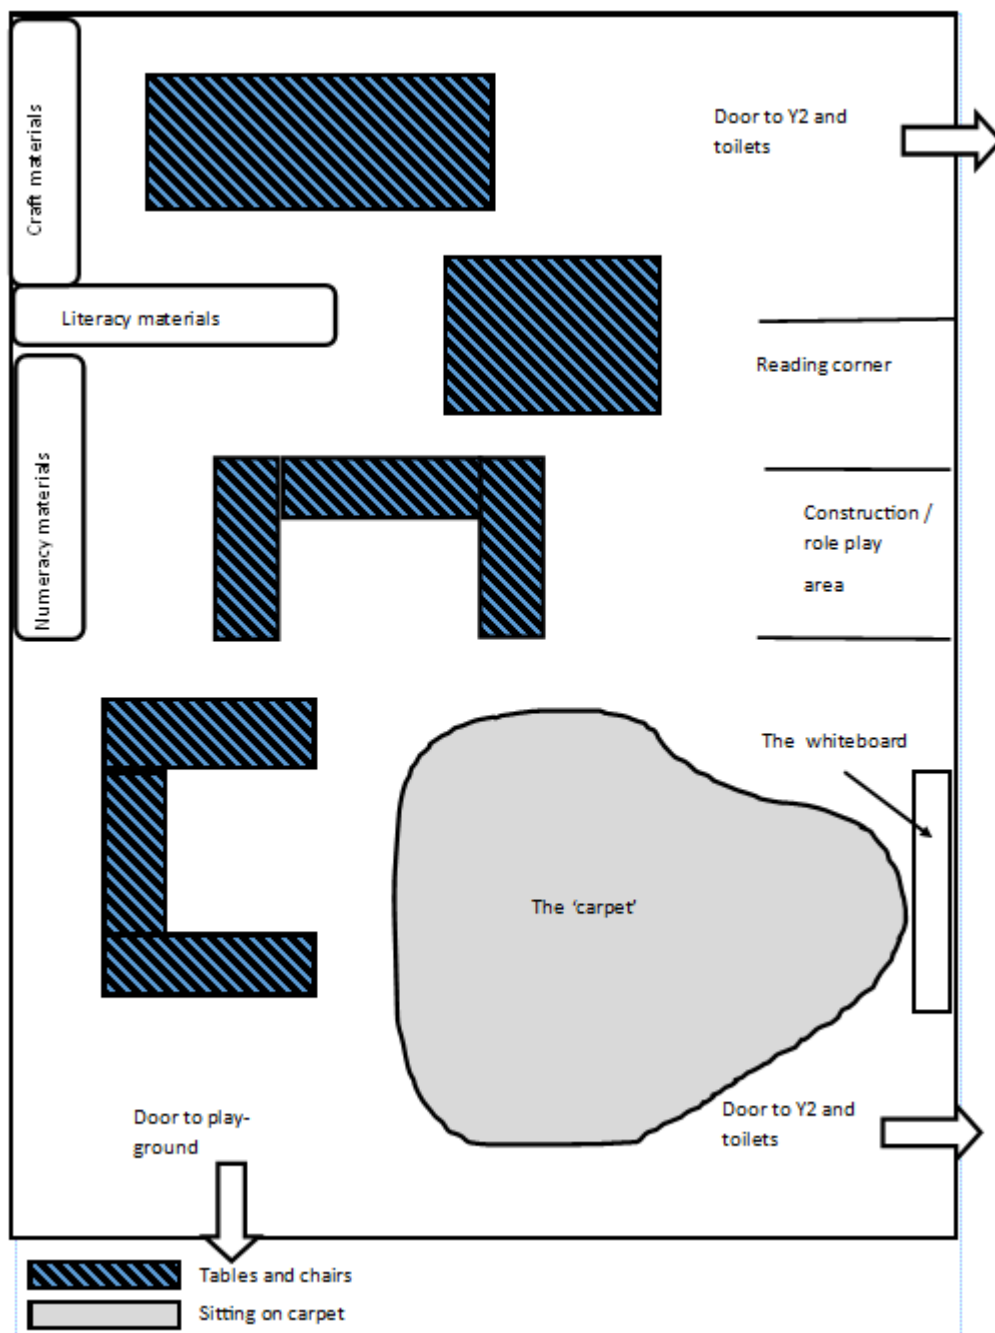 Craft materials
Door to Y2 and
toilets
Literacy materials
Reading corner
Numeracy materials
Construction /
role play
area
The whiteboard
The ‘carpet’
Door to play-
ground
Door to Y2 and
toilets
Tables and chairs
Sitting on carpet